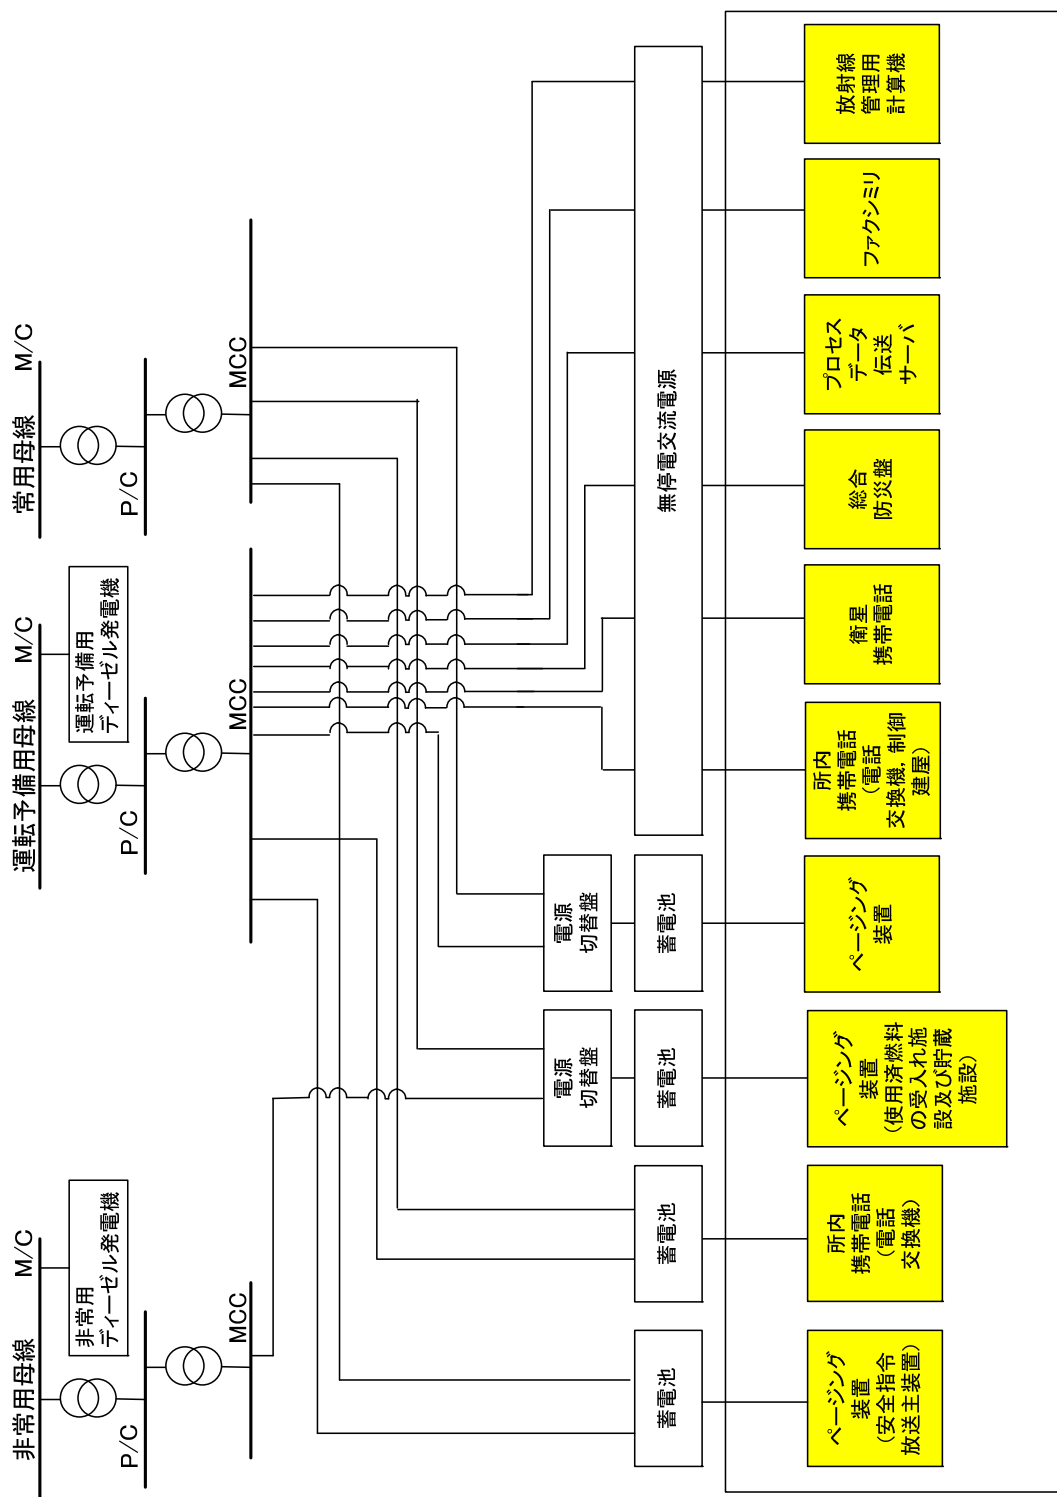 非常用母線
M/C
非常用
ディーゼル発電機
P/C
MCC
運転予備用母線
M/C
運転予備用
ディーゼル発電機
P/C
MCC
常用母線
M/C
P/C
MCC
電源
切替盤
電源
切替盤
蓄電池
蓄電池
蓄電池
蓄電池
無停電交流電源
ページング
装置
(安全指令
放送主装置)
所内
携帯電話
(電話
交換機)
ページング
装置
(使用済燃料
の受入れ施
設及び貯蔵
施設)
ページング
装置
所内
携帯電話
(電話
交換機, 制御
建屋)
衛星
携帯電話
総合
防災盤
プロセス
データ
伝送
サーバ
ファクシミリ
放射線
管理用
計算機